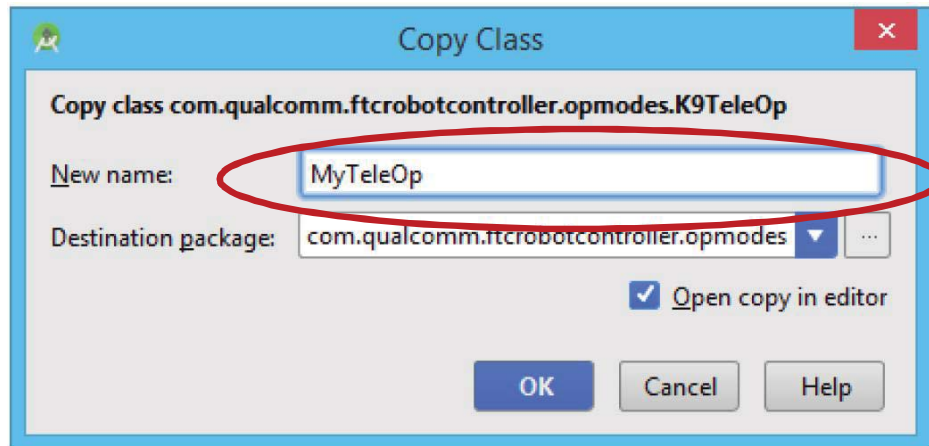 Copy Class
Copy class com.qualcomm.ftcrobotcontroller.opmodes.K9TeleOp
New name: MyTeleOp
Destination package: com.qualcomm.ftcrobotcontroller.opmodes ...
Open copy in editor
OK Cancel Help